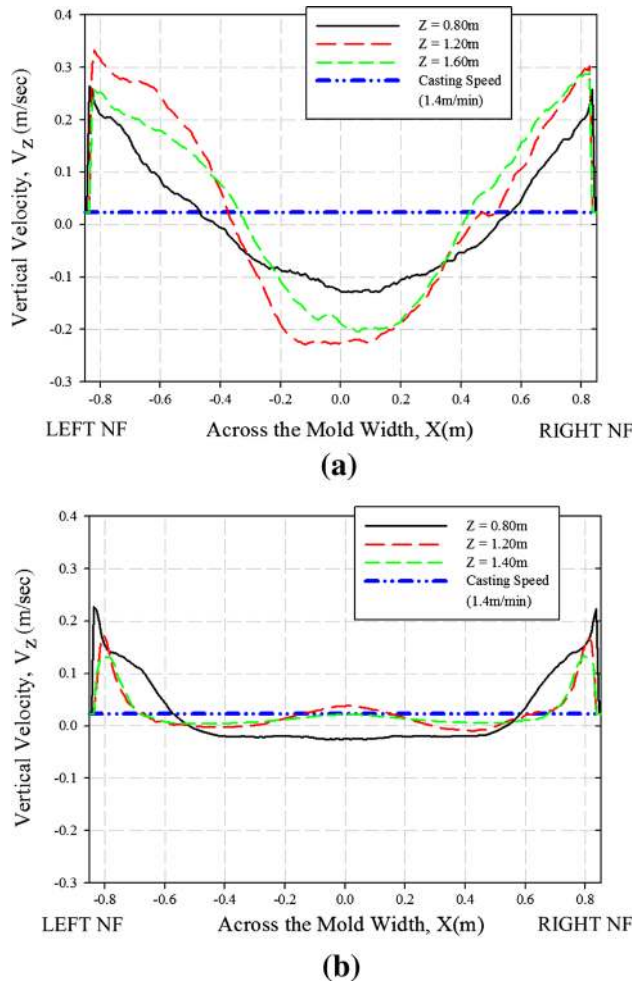 0.4
0.3
0.2
0.1
0.0
-0.1
-0.2
-0.3
Vertical Velocity, VZ (m/sec)
Z = 0.80m
Z = 1.20m
Z = 1.60m
Casting Speed
(1.4m/min)
-0.8 -0.6 -0.4 -0.2 0.0 0.2 0.4 0.6 0.8
LEFT NF Across the Mold Width, X(m) RIGHT NF
(a)
0.4
0.3
0.2
0.1
0.0
-0.1
-0.2
-0.3
Vertical Velocity, VZ (m/sec)
Z = 0.80m
Z = 1.20m
Z = 1.40m
Casting Speed
(1.4m/min)
-0.8 -0.6 -0.4 -0.2 0.0 0.2 0.4 0.6 0.8
LEFT NF Across the Mold Width, X(m) RIGHT NF
(b)